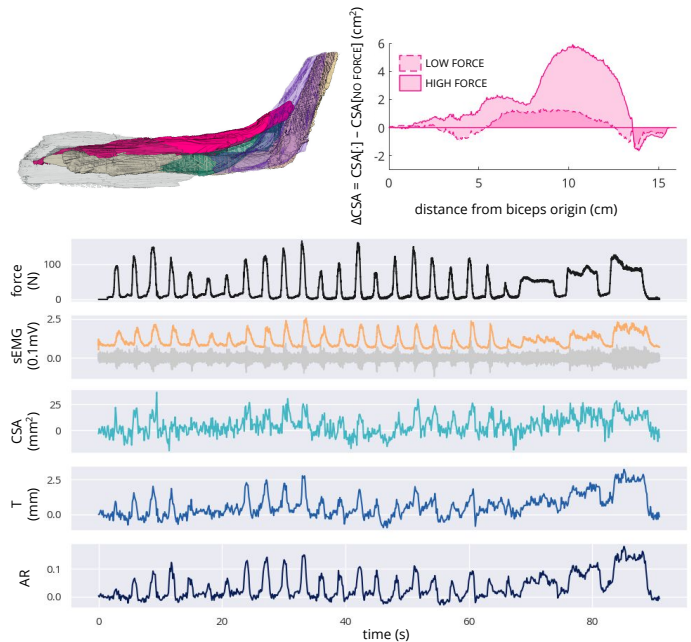 ΔCSA = CSA[·] − CSA[NO FORCE] (cm²)
6
4
2
0
-2
LOW FORCE
HIGH FORCE
0 5 10 15
distance from biceps origin (cm)
force
(N)
100
0
sEMG
(0.1mV)
2.5
0.0
CSA
(mm²)
25
0
T
(mm)
2.5
0.0
AR
0.1
0.0
0 20 40 60 80
time (s)